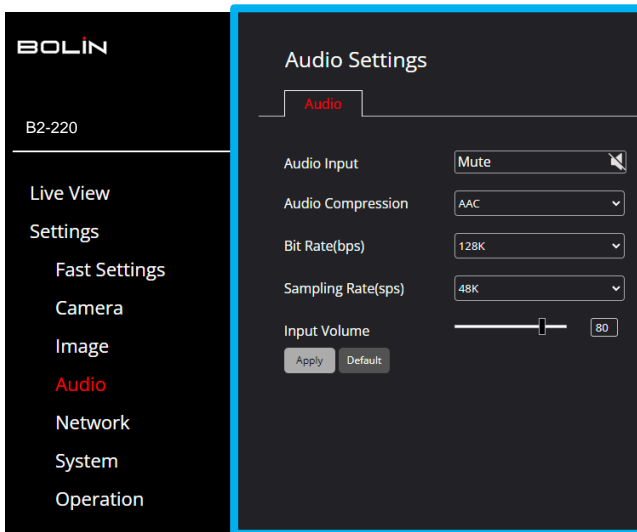 BOLIN
B2-220
Live View
Settings
Fast Settings
Camera
Image
Audio
Network
System
Operation
Audio Settings
Audio
Audio Input Mute
Audio Compression AAC
Bit Rate(bps) 128K
Sampling Rate(sps) 48K
Input Volume 80
Apply Default